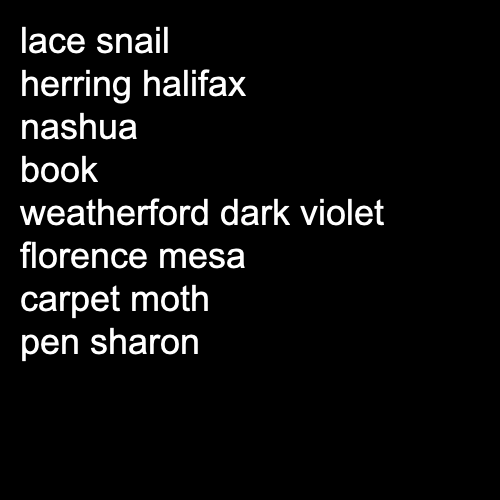 lace snail
herring halifax
nashua
book
weatherford dark violet
florence mesa
carpet moth
pen sharon